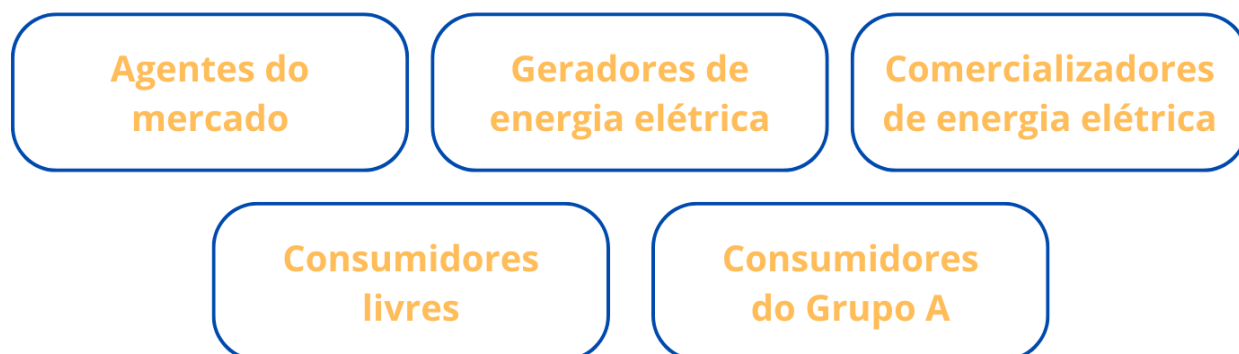 Agentes do
mercado
Geradores de
energia elétrica
Comercializadores
de energia elétrica
Consumidores
livres
Consumidores
do Grupo A